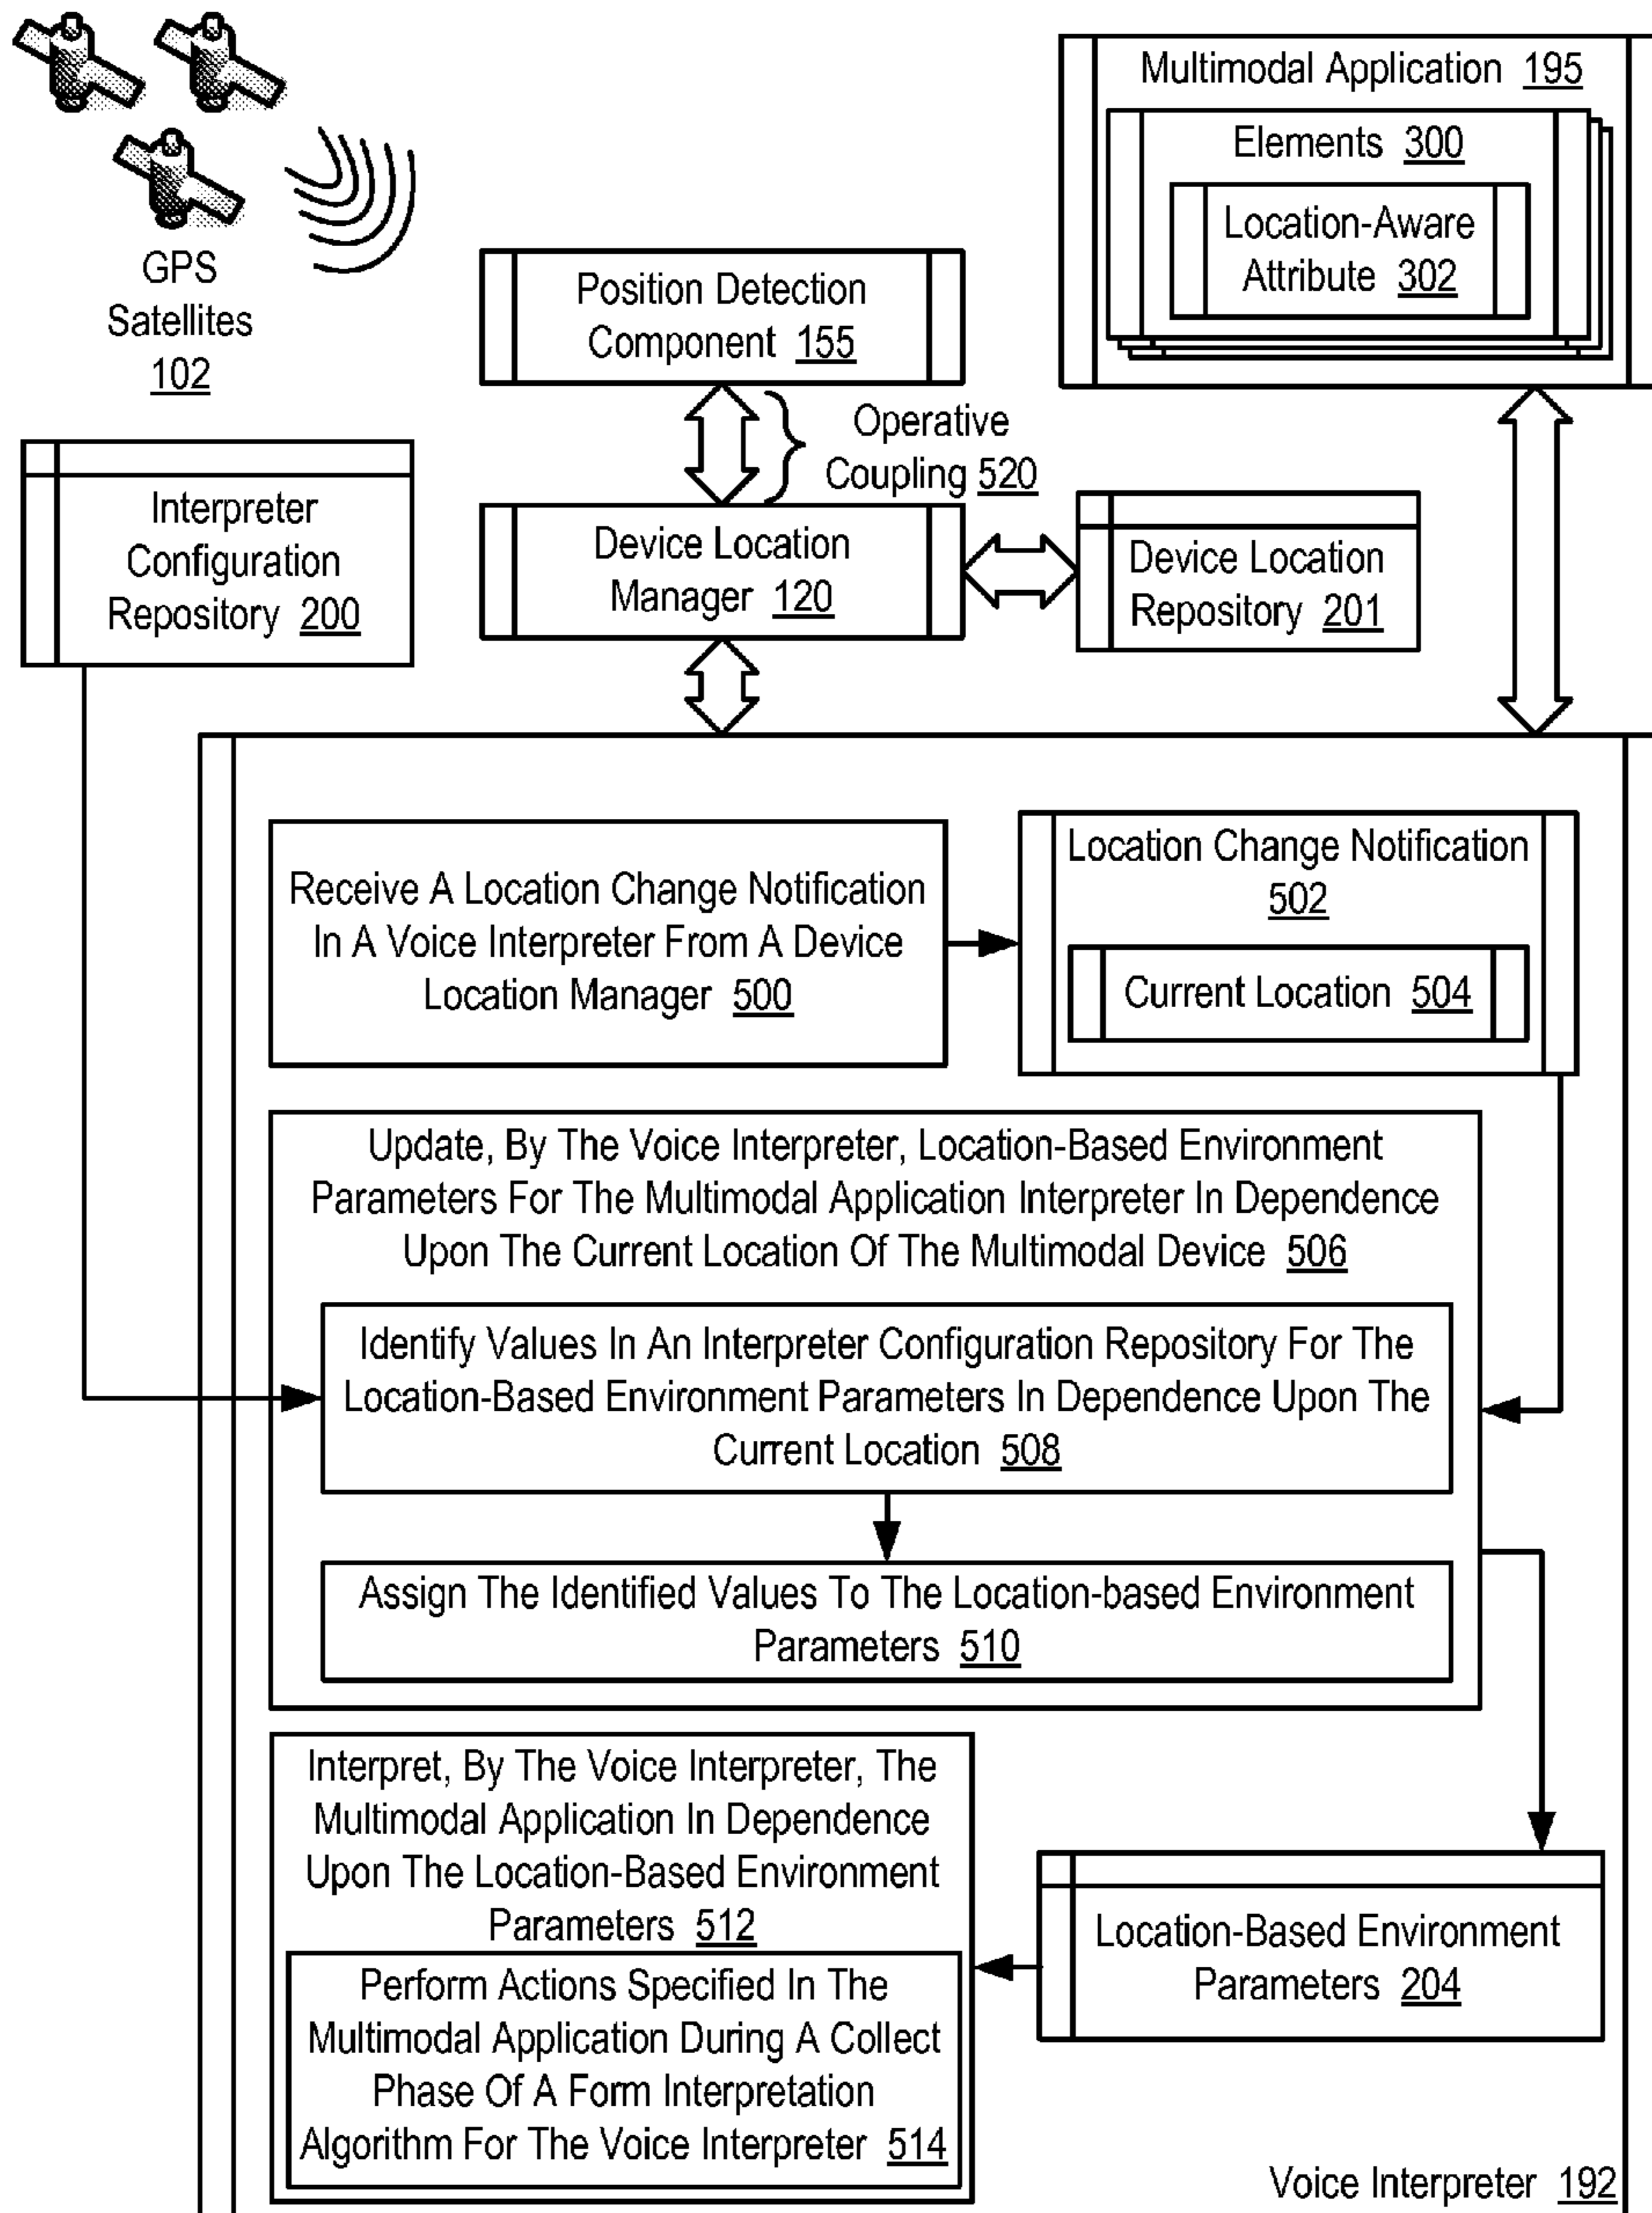 GPS
Satellites
102
Multimodal Application 195
Elements 300
Location-Aware
Attribute 302
Position Detection
Component 155
Operative
Coupling 520
Interpreter
Configuration
Repository 200
Device Location
Manager 120
Device Location
Repository 201
Receive A Location Change Notification
In A Voice Interpreter From A Device
Location Manager 500
Location Change Notification
502
Current Location 504
Update, By The Voice Interpreter, Location-Based Environment
Parameters For The Multimodal Application Interpreter In Dependence
Upon The Current Location Of The Multimodal Device 506
Identify Values In An Interpreter Configuration Repository For The
Location-Based Environment Parameters In Dependence Upon The
Current Location 508
Assign The Identified Values To The Location-based Environment
Parameters 510
Interpret, By The Voice Interpreter, The
Multimodal Application In Dependence
Upon The Location-Based Environment
Parameters 512
Perform Actions Specified In The
Multimodal Application During A Collect
Phase Of A Form Interpretation
Algorithm For The Voice Interpreter 514
Location-Based Environment
Parameters 204
Voice Interpreter 192